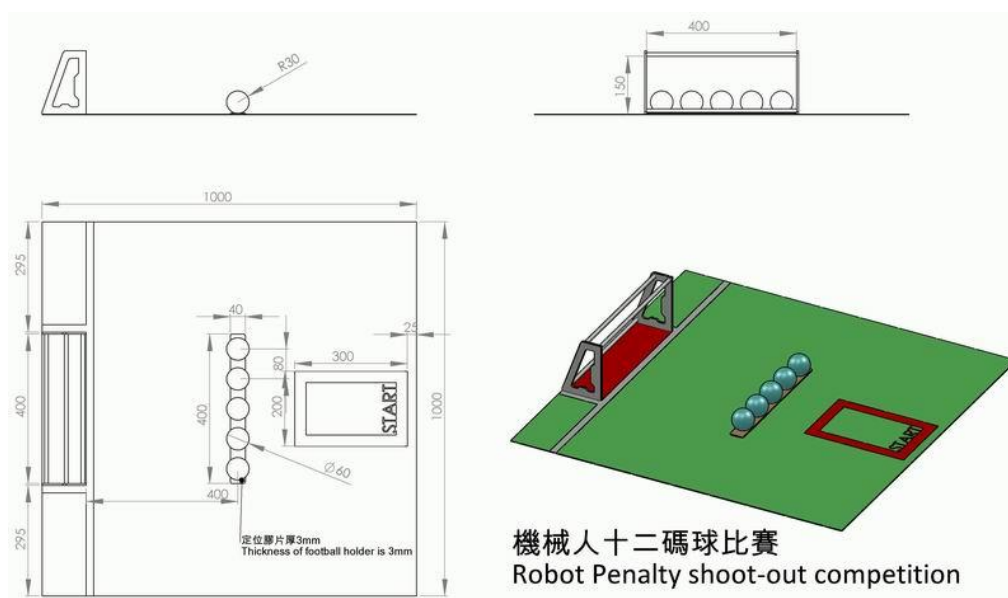 R30
400
150
1000
295
400
295
40
25
80
300
200
400
START
1000
Ø60
400
定位膠片厚3mm
Thickness of football holder is 3mm
START
機械人十二碼球比賽
Robot Penalty shoot-out competition